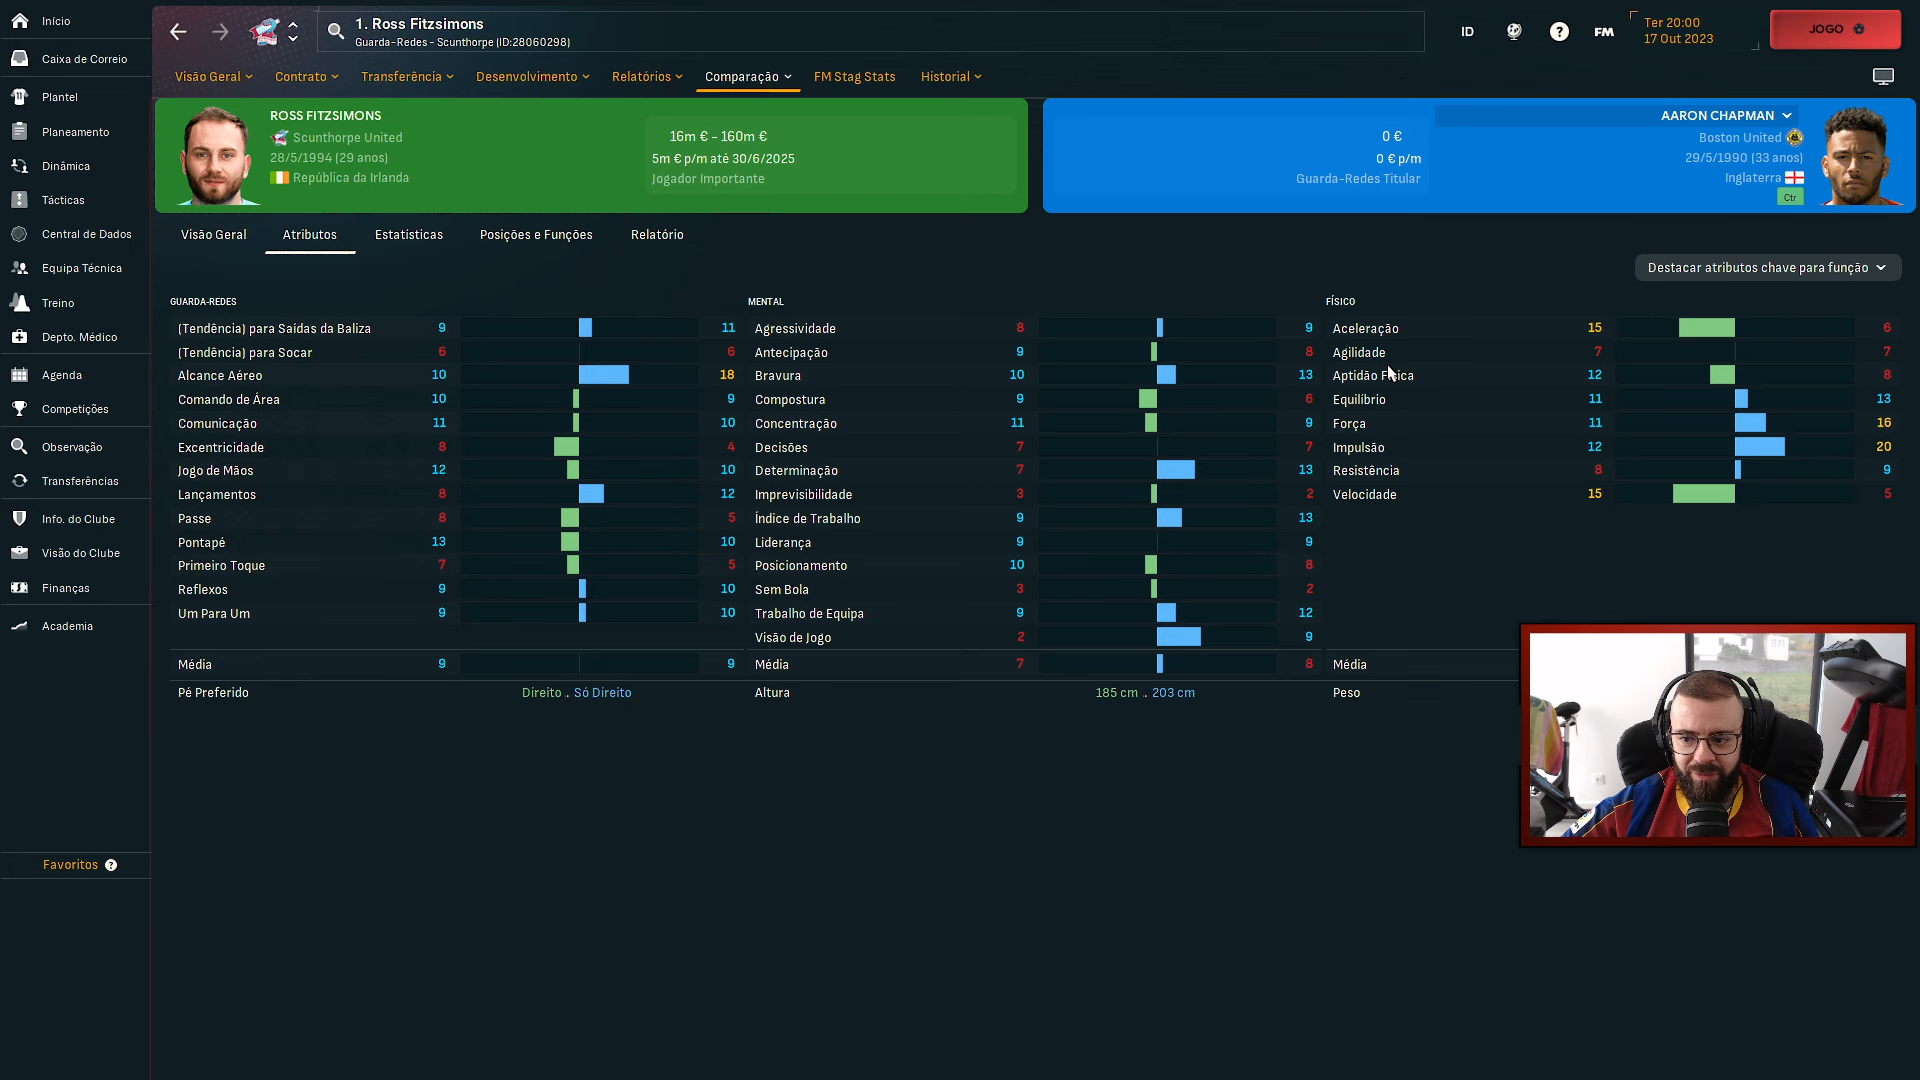 Início
Caixa de Correio
Plantel
Planeamento
Dinâmica
Tácticas
Central de Dados
Equipa Técnica
Treino
Depto. Médico
Agenda
Competições
Observação
Transferências
Info. do Clube
Visão do Clube
Finanças
Academia
Favoritos ?
1. Ross Fitzsimons
Guarda-Redes - Scunthorpe (ID:28060298)
ID
?
FM
Ter 20:00
17 Out 2023
JOGO
Visão Geral
Contrato
Transferência
Desenvolvimento
Relatórios
Comparação
FM Stag Stats
Historial
ROSS FITZSIMONS
Scunthorpe United
28/5/1994 (29 anos)
República da Irlanda
16m € - 160m €
5m € p/m até 30/6/2025
Jogador Importante
0 €
0 € p/m
Guarda-Redes Titular
AARON CHAPMAN
Boston United
29/5/1990 (33 anos)
Inglaterra
Ctr
Visão Geral
Atributos
Estatísticas
Posições e Funções
Relatório
Destacar atributos chave para função
GUARDA-REDES
(Tendência) para Saídas da Baliza 9 11
(Tendência) para Socar 6 6
Alcance Aéreo 10 18
Comando de Área 10 9
Comunicação 11 10
Excentricidade 8 4
Jogo de Mãos 12 10
Lançamentos 8 12
Passe 8 5
Pontapé 13 10
Primeiro Toque 7 5
Reflexos 9 10
Um Para Um 9 10
Média 9 9
Pé Preferido Direito . Só Direito
MENTAL
Agressividade 8 9
Antecipação 9 8
Bravura 10 13
Compostura 9 6
Concentração 11 9
Decisões 7 7
Determinação 7 13
Imprevisibilidade 3 2
Índice de Trabalho 9 13
Liderança 9 9
Posicionamento 10 8
Sem Bola 3 2
Trabalho de Equipa 9 12
Visão de Jogo 2 9
Média 7 8
Altura 185 cm . 203 cm
FÍSICO
Aceleração 15 6
Agilidade 7 7
Aptidão Física 12 8
Equilíbrio 11 13
Força 11 16
Impulsão 12 20
Resistência 8 9
Velocidade 15 5
Média
Peso